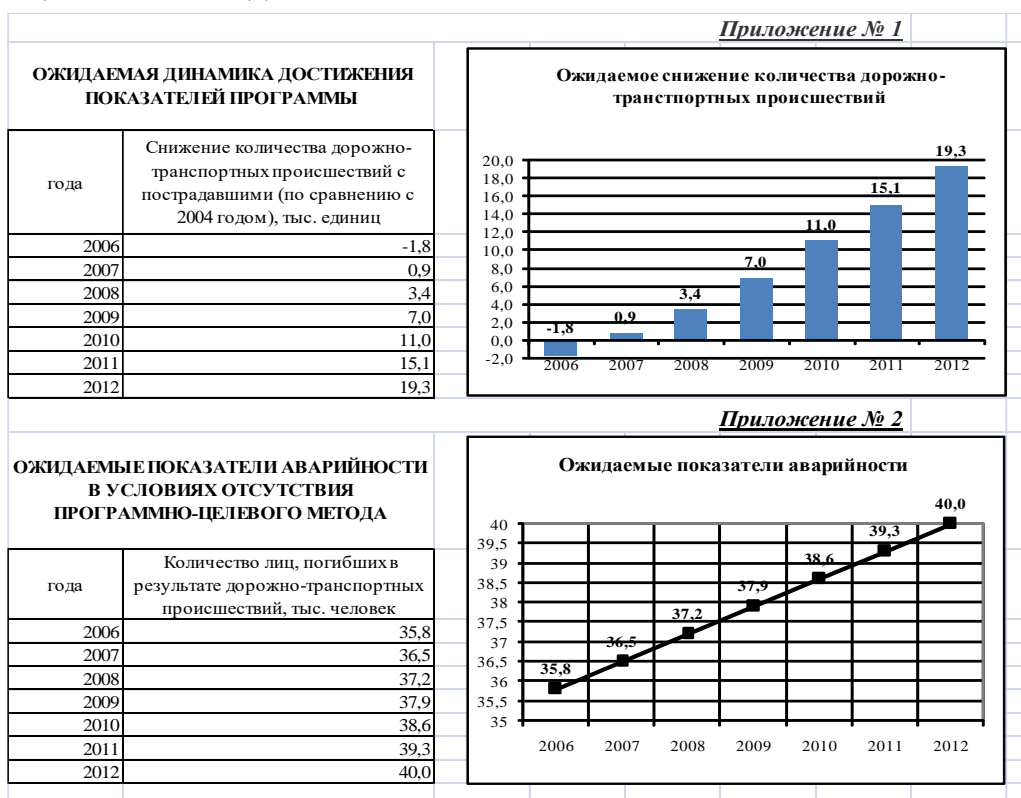 Приложение № 1
ОЖИДАЕМАЯ ДИНАМИКА ДОСТИЖЕНИЯ
ПОКАЗАТЕЛЕЙ ПРОГРАММЫ
года
Снижение количества дорожно-
транспортных происшествий с
пострадавшими (по сравнению с
2004 годом), тыс. единиц
2006 -1,8
2007 0,9
2008 3,4
2009 7,0
2010 11,0
2011 15,1
2012 19,3
Ожидаемое снижение количества дорожно-
транстпортных происшествий
20,0
18,0
16,0
14,0
12,0
10,0
8,0
6,0
4,0
2,0
0,0
-2,0
-1,8
0,9
3,4
7,0
11,0
15,1
19,3
2006 2007 2008 2009 2010 2011 2012
Приложение № 2
ОЖИДАЕМЫЕ ПОКАЗАТЕЛИ АВАРИЙНОСТИ
В УСЛОВИЯХ ОТСУТСТВИЯ
ПРОГРАММНО-ЦЕЛЕВОГО МЕТОДА
года
Количество лиц, погибших в
результате дорожно-транспортных
происшествий, тыс. человек
2006 35,8
2007 36,5
2008 37,2
2009 37,9
2010 38,6
2011 39,3
2012 40,0
Ожидаемые показатели аварийности
40
39,5
39
38,5
38
37,5
37
36,5
36
35,5
35
35,8
36,5
37,2
37,9
38,6
39,3
40,0
2006 2007 2008 2009 2010 2011 2012